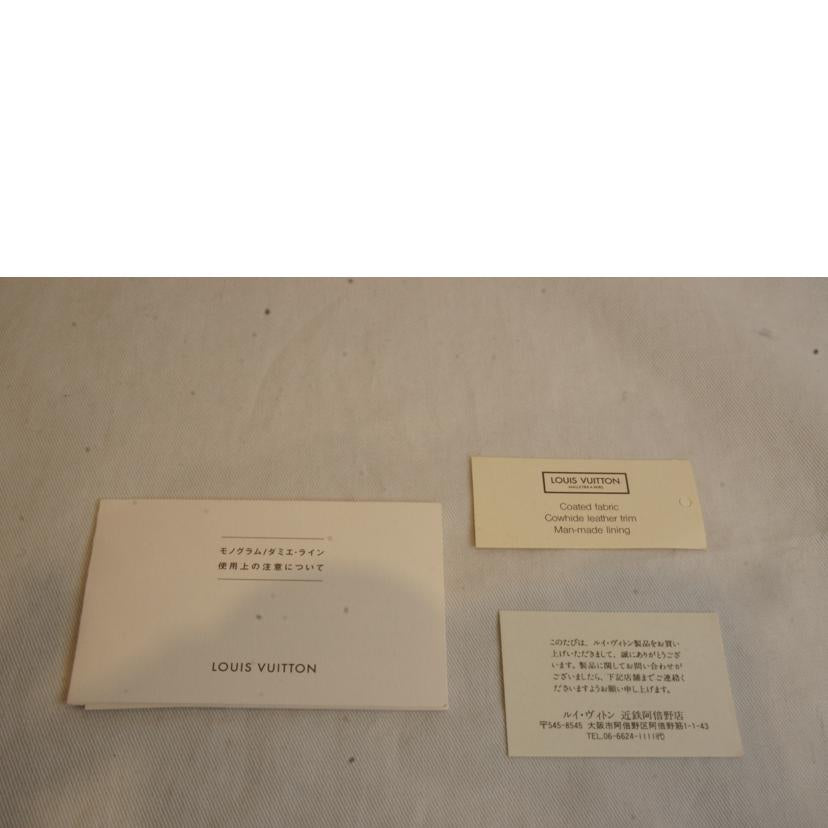 モノグラム/ダミエ・ライン
使用上の注意について
LOUIS VUITTON
LOUIS VUITTON
MALLETIER A PARIS
Coated fabric
Cowhide leather trim
Man-made lining
このたびは、ルイ・ヴィトン製品をお買い
上げいただきまして、誠にありがとうござ
います。製品に関してお問い合わせが
ございましたら、下記店舗までご連絡く
ださいますようお願い申し上げます。
ルイ・ヴィトン 近鉄阿倍野店
〒545-8545 大阪市阿倍野区阿倍野筋1-1-43
TEL.06-6624-1111㈹